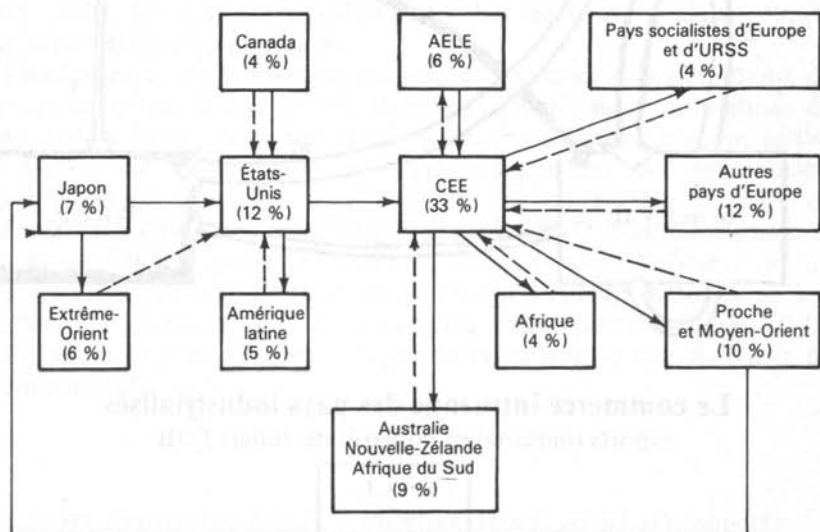 Canada
(4 %)
AELE
(6 %)
Pays socialistes d'Europe
et d'URSS
(4 %)
Japon
(7 %)
États-
Unis
(12 %)
CEE
(33 %)
Autres
pays d'Europe
(12 %)
Extrême-
Orient
(6 %)
Amérique
latine
(5 %)
Afrique
(4 %)
Proche
et Moyen-Orient
(10 %)
Australie
Nouvelle-Zélande
Afrique du Sud
(9 %)